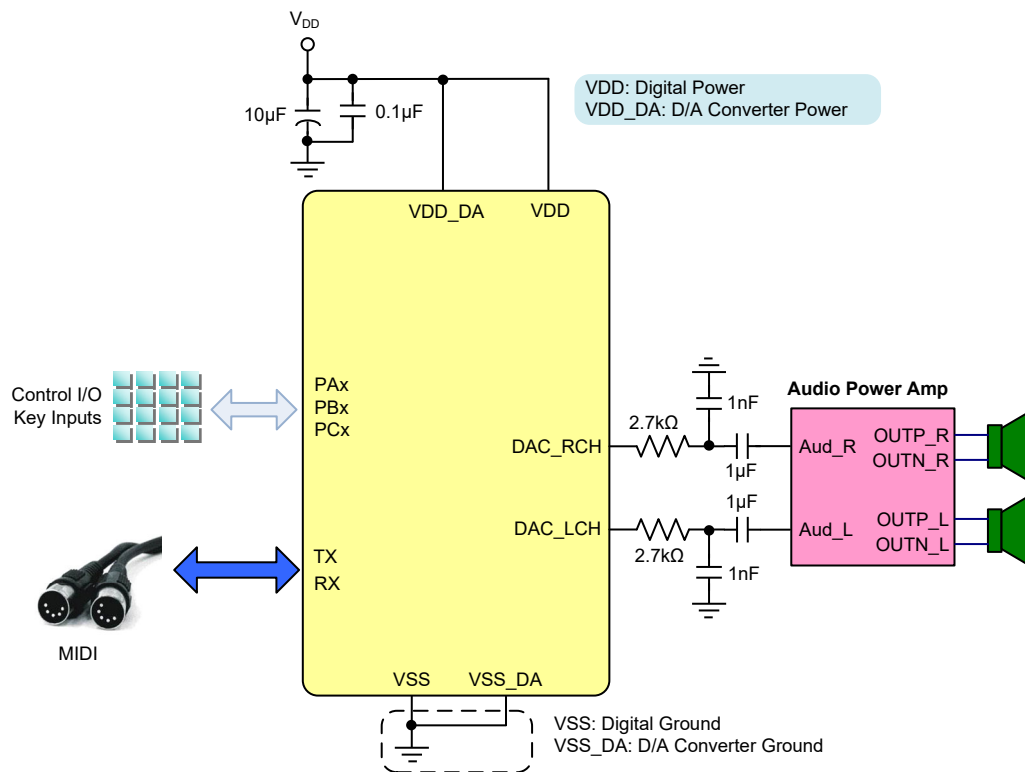 V_DD
10µF
0.1µF
VDD: Digital Power
VDD_DA: D/A Converter Power
VDD_DA
VDD
Control I/O
Key Inputs
PAx
PBx
PCx
TX
RX
MIDI
DAC_RCH
DAC_LCH
2.7kΩ
1nF
1µF
1µF
2.7kΩ
1nF
Audio Power Amp
Aud_R
OUTP_R
OUTN_R
Aud_L
OUTP_L
OUTN_L
VSS
VSS_DA
VSS: Digital Ground
VSS_DA: D/A Converter Ground